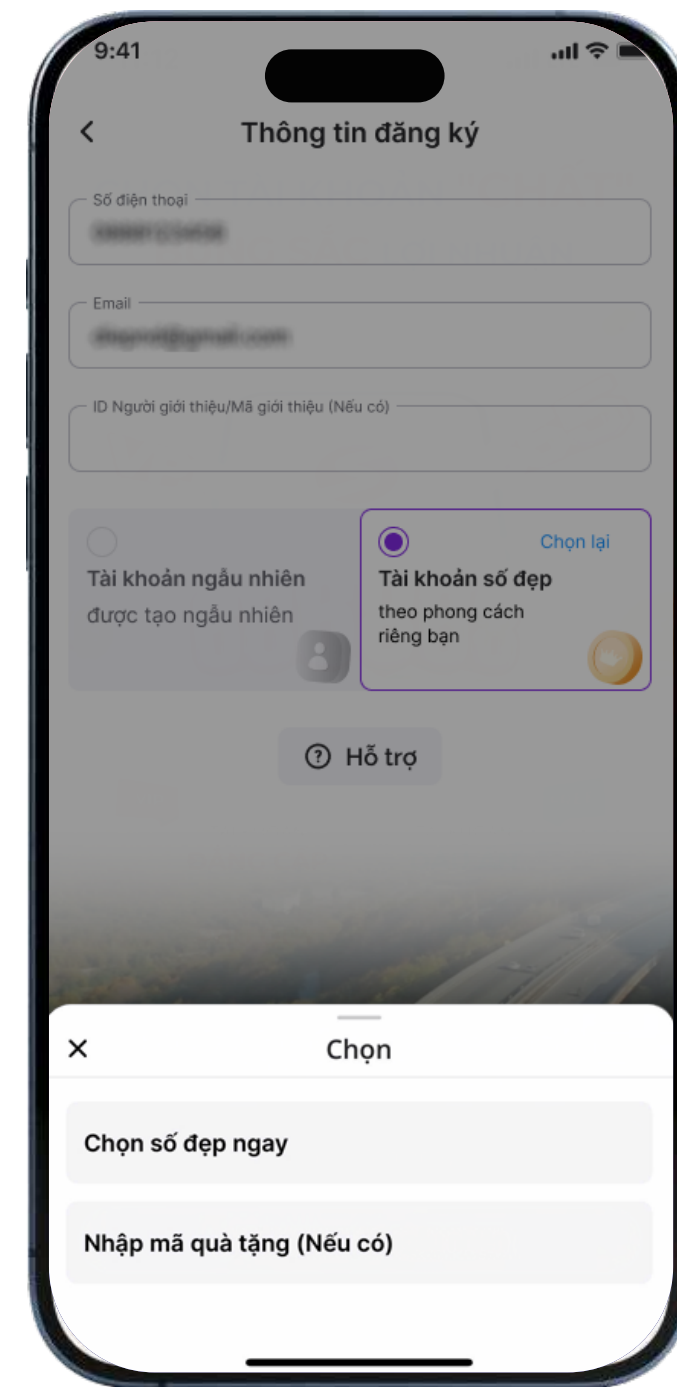 9:41
Thông tin đăng ký
Số điện thoại
Email
ID Người giới thiệu/Mã giới thiệu (Nếu có)
Tài khoản ngẫu nhiên
được tạo ngẫu nhiên
Chọn lại
Tài khoản số đẹp
theo phong cách
riêng bạn
Hỗ trợ
Chọn
Chọn số đẹp ngay
Nhập mã quà tặng (Nếu có)